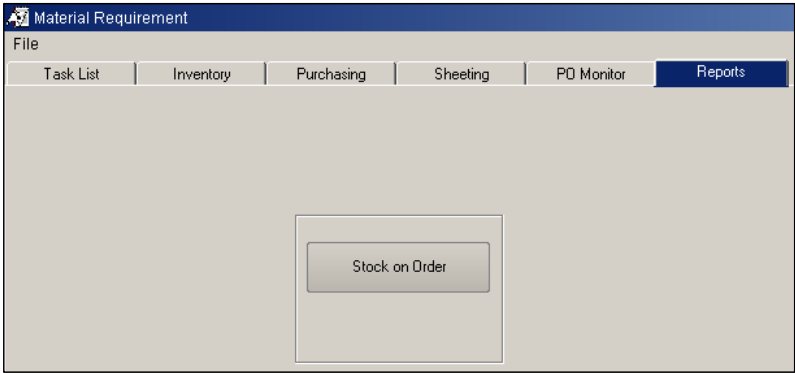 Material Requirement
File
Task List Inventory Purchasing Sheeting PO Monitor Reports
Stock on Order